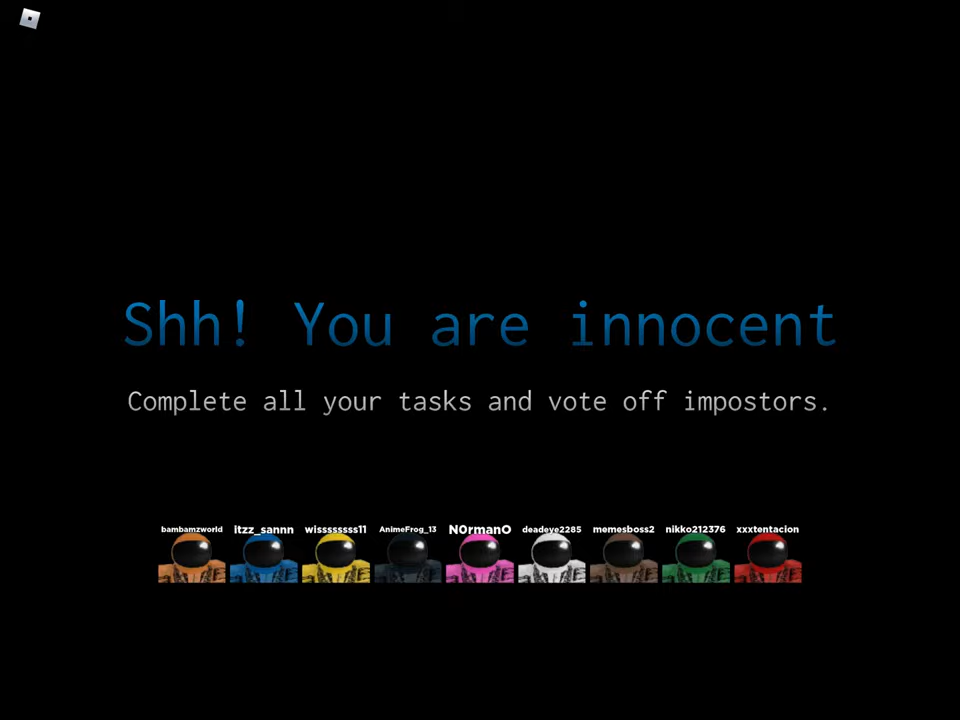 Shh! You are innocent
Complete all your tasks and vote off impostors.
bambamzworld itzz_sannn wissssssss11 AnimeFrog_13 N0rmanO deadeye2285 memesboss2 nikko212376 xxxtentacion